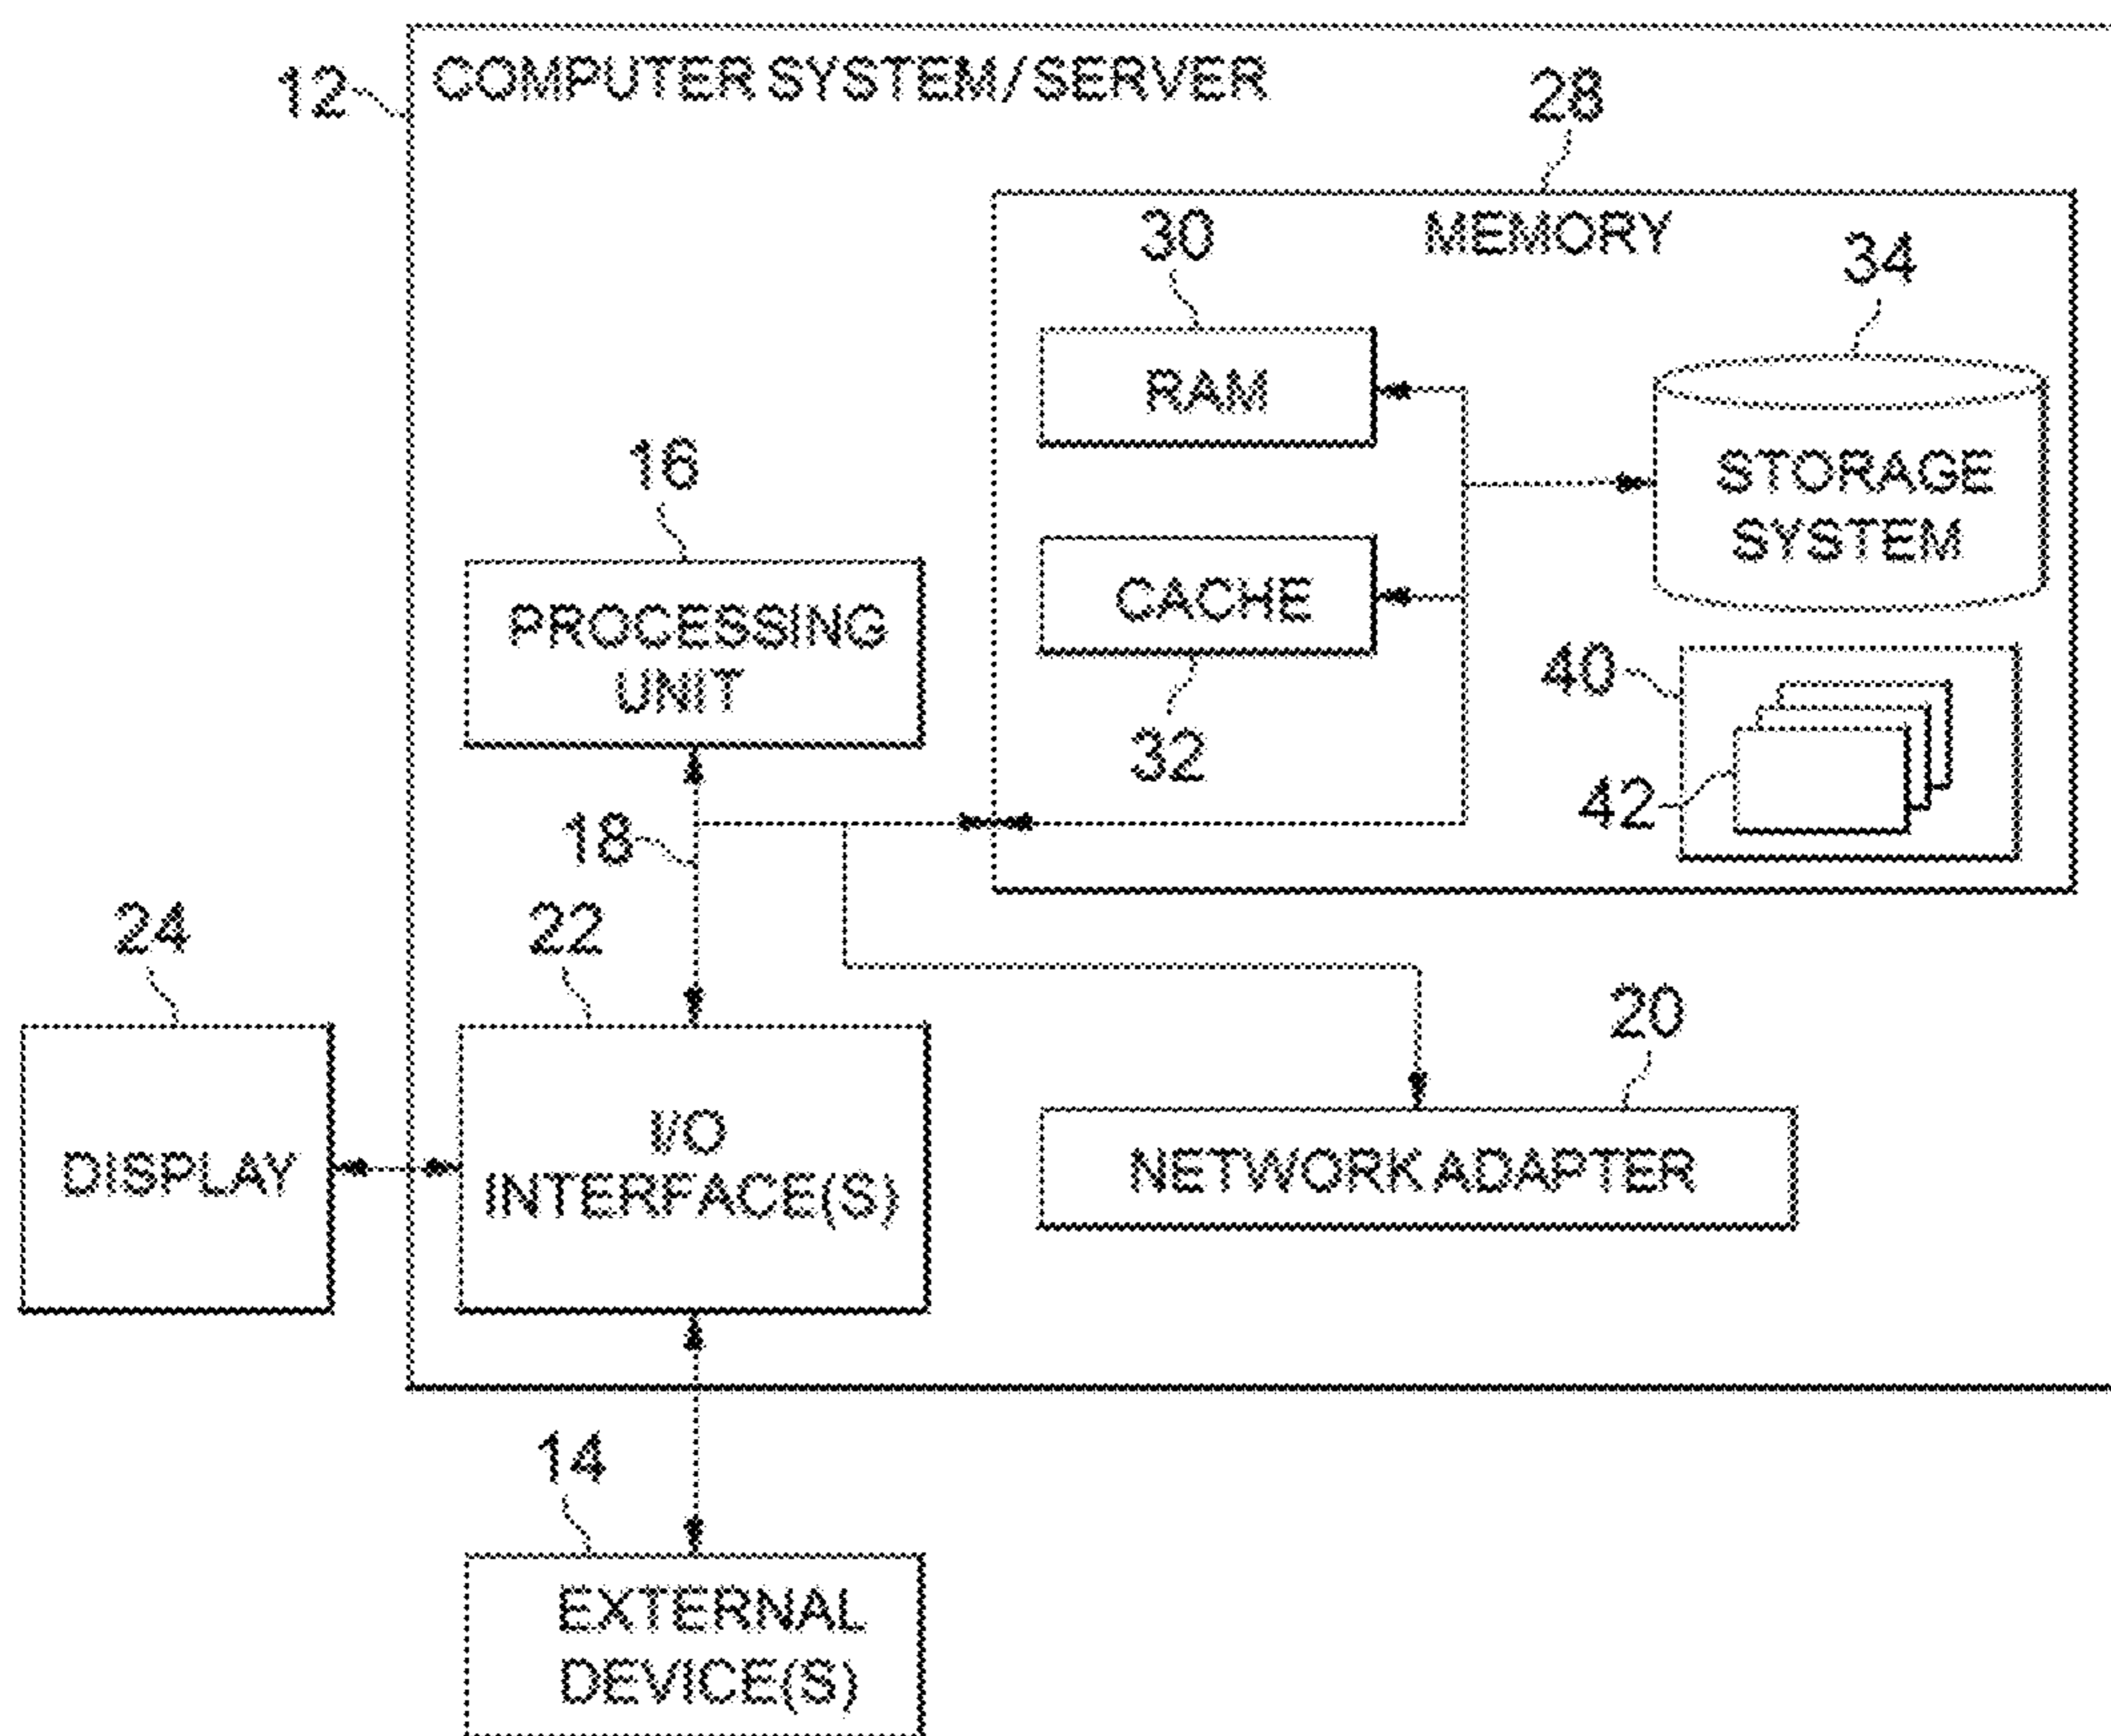 12
COMPUTER SYSTEM/SERVER
28
MEMORY
30
34
RAM
STORAGE
SYSTEM
16
CACHE
PROCESSING
UNIT
32
40
42
18
24
22
20
DISPLAY
I/O
INTERFACE(S)
NETWORK ADAPTER
14
EXTERNAL
DEVICE(S)